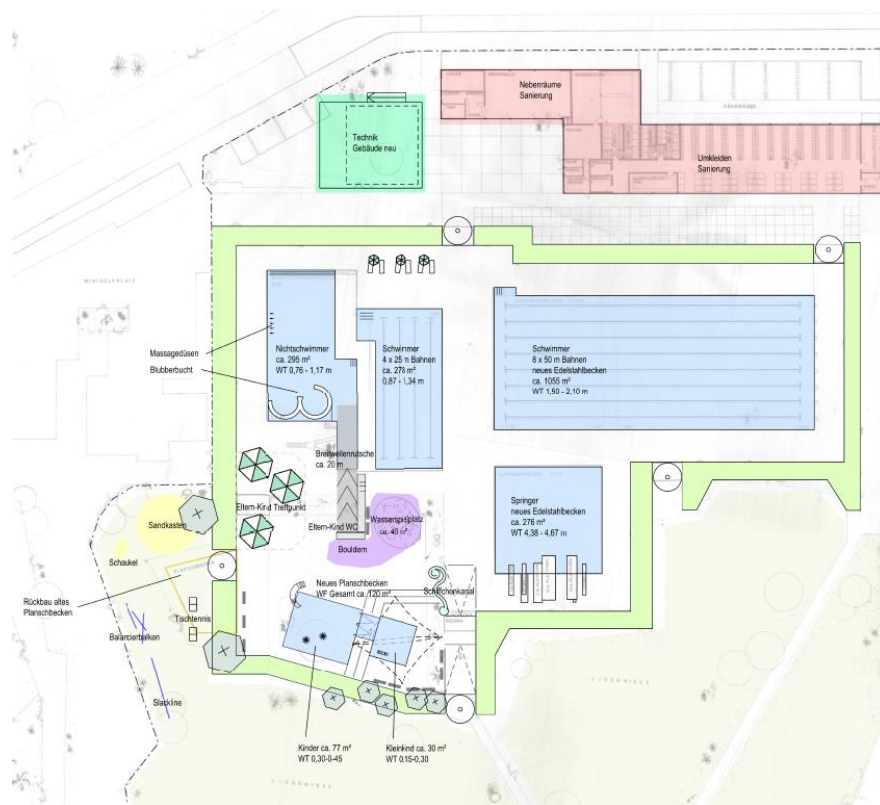 Nebenräume
Sanierung
FAHRRÄDER
Technik
Gebäude neu
Umkleiden
Sanierung
MINIGOLFPLATZ
Massagedüsen
Blubberbucht
Nichtschwimmer
ca. 295 m²
WT 0,76 - 1,17 m
Schwimmer
4 x 25 m Bahnen
ca. 278 m²
0,87 - 1,34 m
Schwimmer
8 x 50 m Bahnen
neues Edelstahlbecken
ca. 1055 m²
WT 1,50 - 2,10 m
Breitwellenrutsche
ca. 20 m
Springer
neues Edelstahlbecken
ca. 276 m²
WT 4,38 - 4,67 m
Eltern-Kind Treffpunkt
Sandkasten
Eltern-Kind WC
Wasserspielplatz
ca. 40 m²
Bouldern
Schaukel
Neues Planschbecken
WF Gesamt ca. 120 m²
Schiffchenkanal
Rückbau altes
Planschbecken
Tischtennis
Balancierbalken
Slackline
LIEGEWIESE
Kinder ca. 77 m²
WT 0,30-0-45
Kleinkind ca. 30 m²
WT 0,15-0,30
LIEGEWIESE